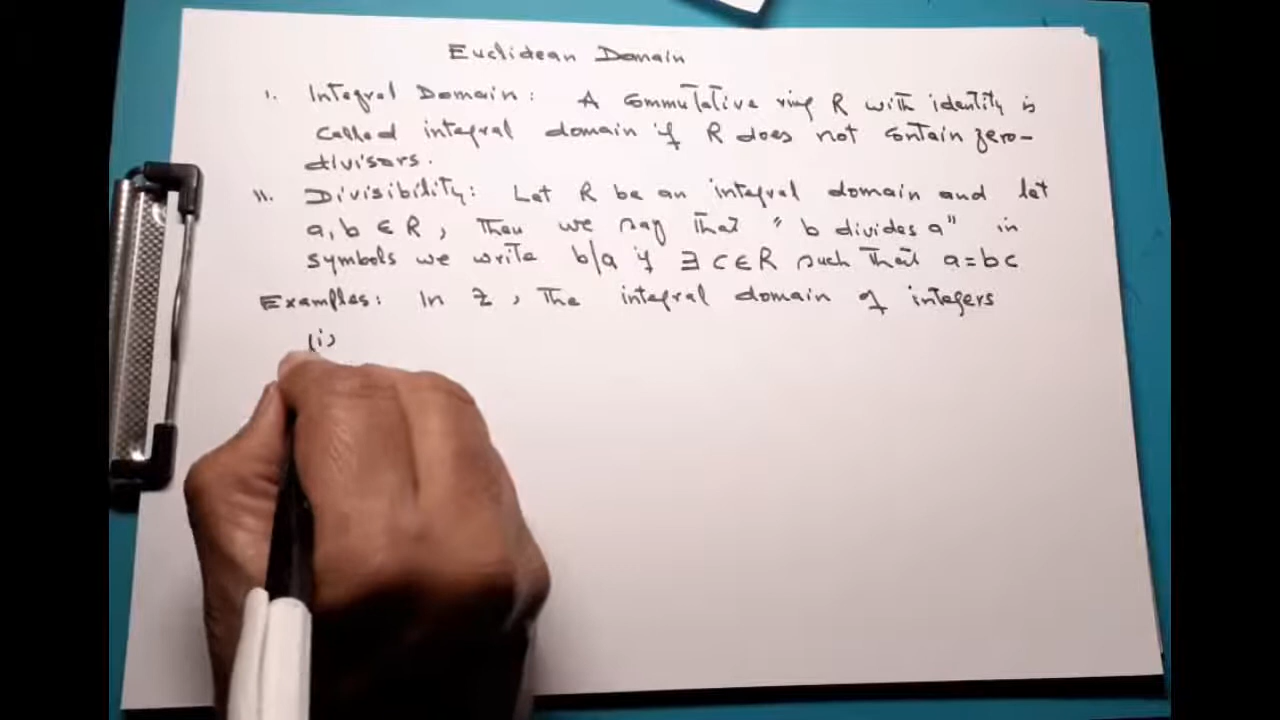 Euclidean Domain
I. Integral Domain: A Commutative ring R with identity is
Called integral domain if R does not contain zero-
divisors.
II. Divisibility: Let R be an integral domain and let
a, b ∈ R, Then we say That "b divides a" in
symbols we write b/a if ∃ c ∈ R such That a=bc
Examples: In Z, The integral domain of integers
(i)